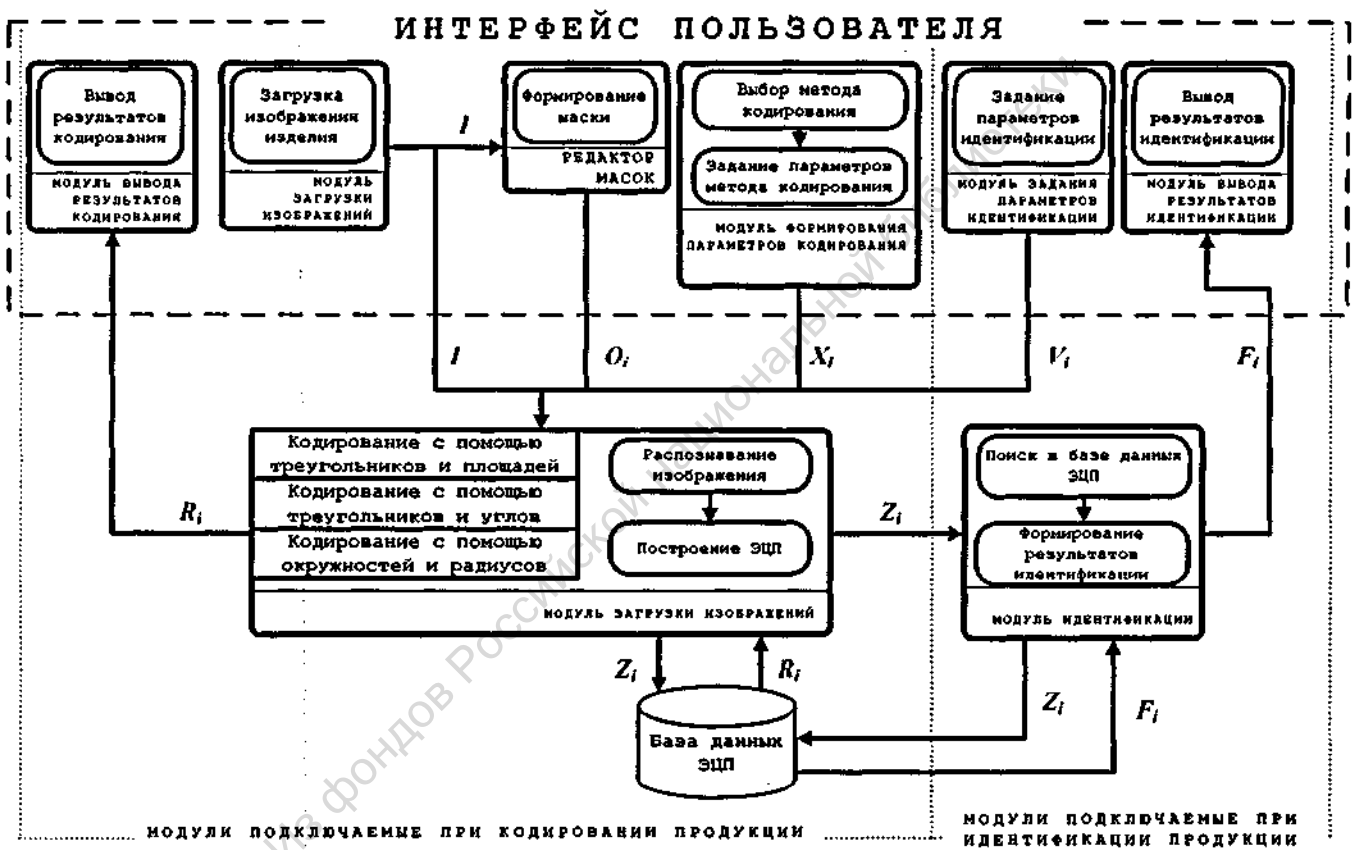 ИНТЕРФЕЙС ПОЛЬЗОВАТЕЛЯ
Вывод
результатов
кодирования
МОДУЛЬ ВЫВОДА
РЕЗУЛЬТАТОВ
КОДИРОВАНИЯ
Загрузка
изображения
изделия
МОДУЛЬ
ЗАГРУЗКИ
ИЗОБРАЖЕНИЙ
I
Формирование
маски
РЕДАКТОР
МАСОК
Выбор метода
кодирования
Задание параметров
метода кодирования
МОДУЛЬ ФОРМИРОВАНИЯ
ПАРАМЕТРОВ КОДИРОВАНИЯ
Задание
параметров
идентификации
МОДУЛЬ ЗАДАНИЯ
ПАРАМЕТРОВ
ИДЕНТИФИКАЦИИ
Вывод
результатов
идентификации
МОДУЛЬ ВЫВОДА
РЕЗУЛЬТАТОВ
ИДЕНТИФИКАЦИИ
I
Oi
Xi
Vi
Fi
Ri
Кодирование с помощью
треугольников и площадей
Кодирование с помощью
треугольников и углов
Кодирование с помощью
окружностей и радиусов
Распознавание
изображения
Построение ЭЦП
МОДУЛЬ ЗАГРУЗКИ ИЗОБРАЖЕНИЙ
Zi
Поиск в базе данных
ЭЦП
Формирование
результатов
идентификации
МОДУЛЬ ИДЕНТИФИКАЦИИ
Zi
Ri
Zi
Fi
База данных
ЭЦП
МОДУЛИ ПОДКЛЮЧАЕМЫЕ ПРИ КОДИРОВАНИИ ПРОДУКЦИИ
МОДУЛИ ПОДКЛЮЧАЕМЫЕ ПРИ
ИДЕНТИФИКАЦИИ ПРОДУКЦИИ
Из фондов Российской национальной библиотеки